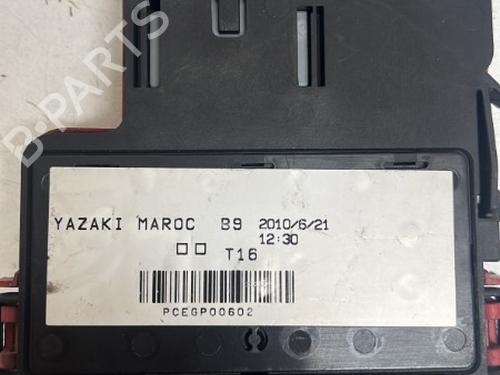 B-PARTS
YAZAKI MAROC B9 2010/6/21
12:30
T16
PCEGP00602